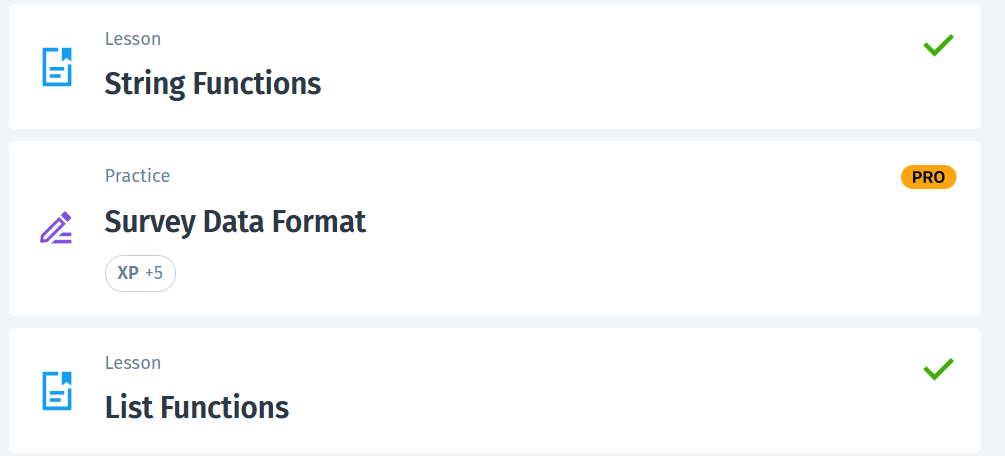 Lesson
String Functions
Practice
PRO
Survey Data Format
XP +5
Lesson
List Functions